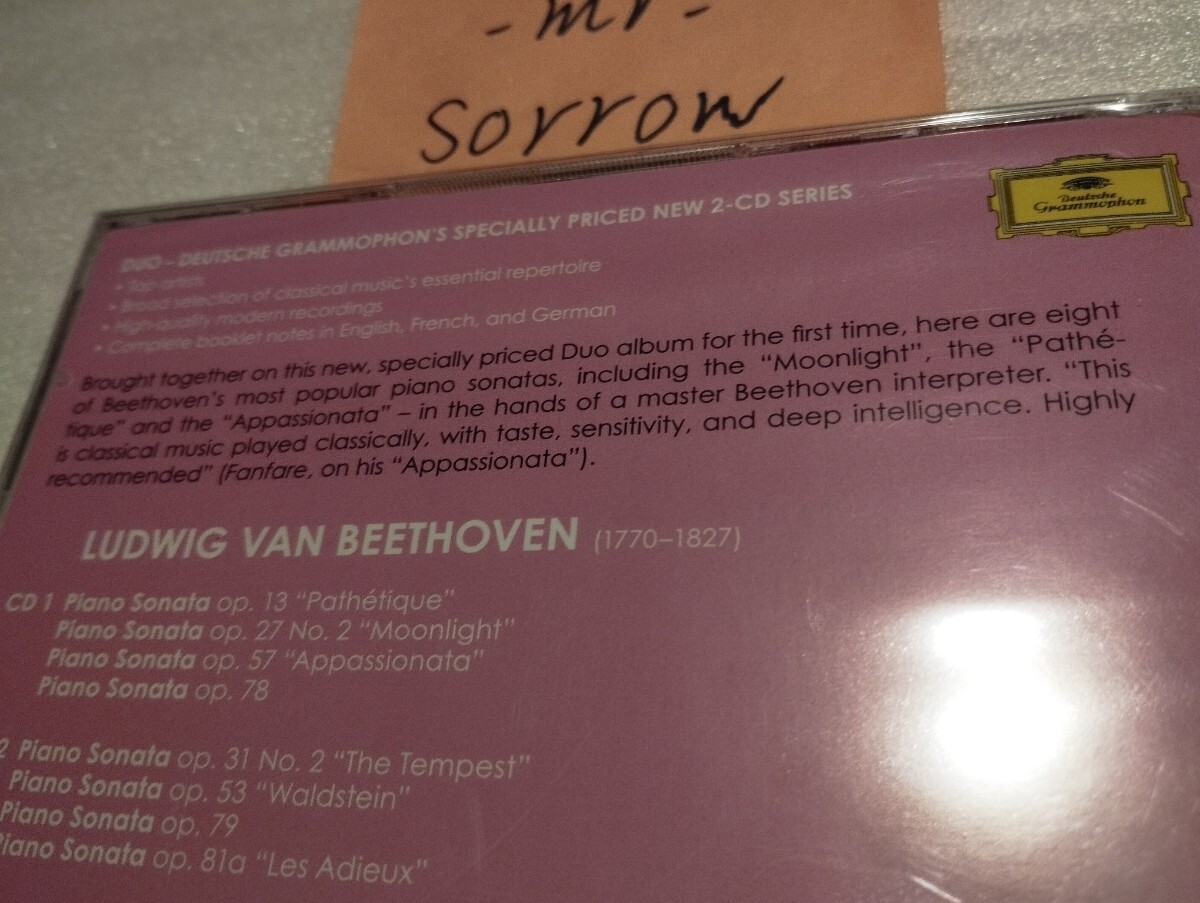 - mr -
sorrow
Deutsche
Grammophon
DUO – DEUTSCHE GRAMMOPHON'S SPECIALLY PRICED NEW 2-CD SERIES
• Top artists
• Broad selection of classical music's essential repertoire
• High-quality modern recordings
• Complete booklet notes in English, French, and German
Brought together on this new, specially priced Duo album for the first time, here are eight
of Beethoven's most popular piano sonatas, including the "Moonlight", the "Pathé-
tique" and the "Appassionata" – in the hands of a master Beethoven interpreter. "This
is classical music played classically, with taste, sensitivity, and deep intelligence. Highly
recommended" (Fanfare, on his "Appassionata").
LUDWIG VAN BEETHOVEN (1770–1827)
CD 1 Piano Sonata op. 13 "Pathétique"
Piano Sonata op. 27 No. 2 "Moonlight"
Piano Sonata op. 57 "Appassionata"
Piano Sonata op. 78
2 Piano Sonata op. 31 No. 2 "The Tempest"
Piano Sonata op. 53 "Waldstein"
Piano Sonata op. 79
Piano Sonata op. 81a "Les Adieux"